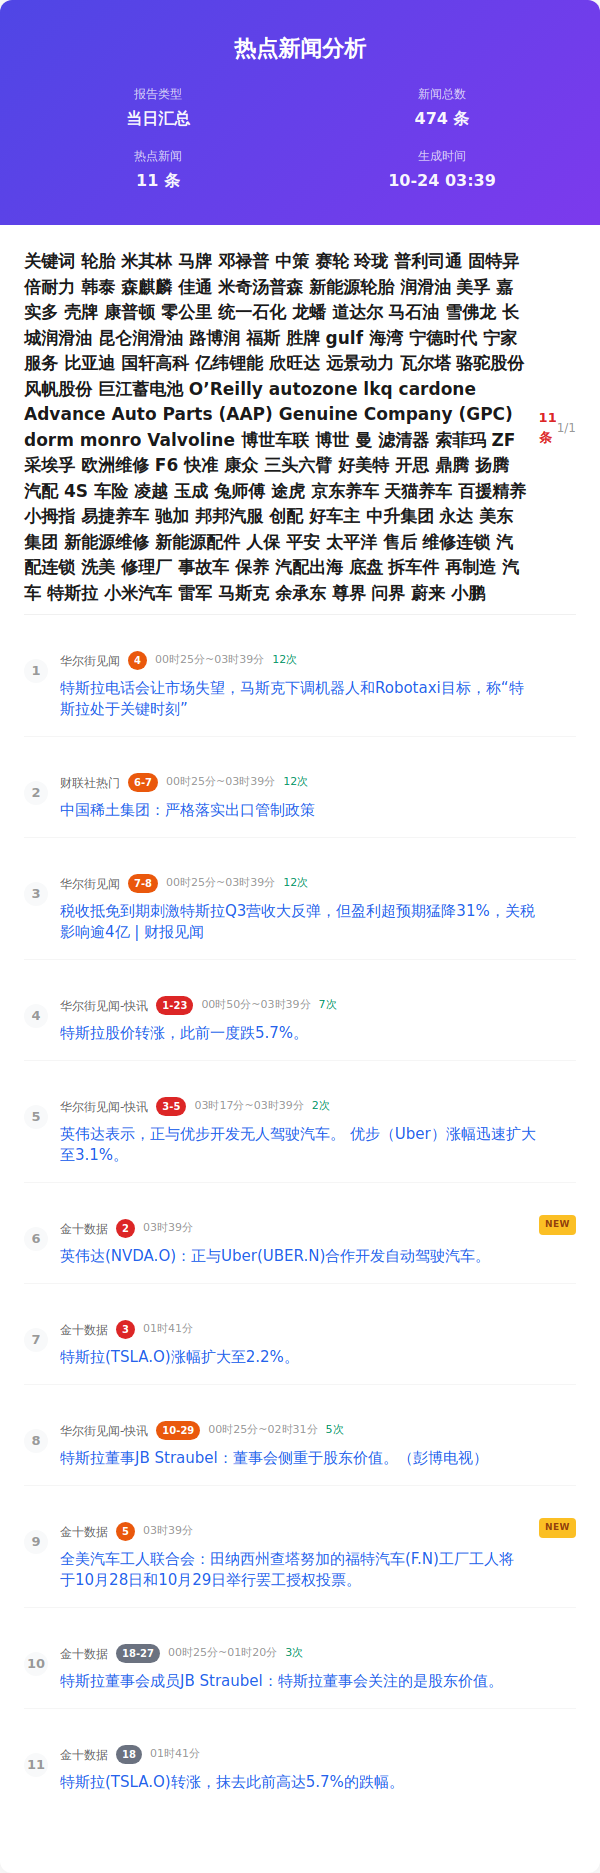 热点新闻分析
报告类型
当日汇总
新闻总数
474 条
热点新闻
11 条
生成时间
10-24 03:39
关键词 轮胎 米其林 马牌 邓禄普 中策 赛轮 玲珑 普利司通 固特异
倍耐力 韩泰 森麒麟 佳通 米奇汤普森 新能源轮胎 润滑油 美孚 嘉
实多 壳牌 康普顿 零公里 统一石化 龙蟠 道达尔 马石油 雪佛龙 长
城润滑油 昆仑润滑油 路博润 福斯 胜牌 gulf 海湾 宁德时代 宁家
服务 比亚迪 国轩高科 亿纬锂能 欣旺达 远景动力 瓦尔塔 骆驼股份
风帆股份 巨江蓄电池 O’Reilly autozone lkq cardone
Advance Auto Parts (AAP) Genuine Company (GPC)
dorm monro Valvoline 博世车联 博世 曼 滤清器 索菲玛 ZF
采埃孚 欧洲维修 F6 快准 康众 三头六臂 好美特 开思 鼎腾 扬腾
汽配 4S 车险 凌越 玉成 兔师傅 途虎 京东养车 天猫养车 百援精养
小拇指 易捷养车 驰加 邦邦汽服 创配 好车主 中升集团 永达 美东
集团 新能源维修 新能源配件 人保 平安 太平洋 售后 维修连锁 汽
配连锁 洗美 修理厂 事故车 保养 汽配出海 底盘 拆车件 再制造 汽
车 特斯拉 小米汽车 雷军 马斯克 余承东 尊界 问界 蔚来 小鹏
11
条
1/1
1
华尔街见闻 4 00时25分~03时39分 12次
特斯拉电话会让市场失望，马斯克下调机器人和Robotaxi目标，称“特
斯拉处于关键时刻”
2
财联社热门 6-7 00时25分~03时39分 12次
中国稀土集团：严格落实出口管制政策
3
华尔街见闻 7-8 00时25分~03时39分 12次
税收抵免到期刺激特斯拉Q3营收大反弹，但盈利超预期猛降31%，关税
影响逾4亿 | 财报见闻
4
华尔街见闻-快讯 1-23 00时50分~03时39分 7次
特斯拉股价转涨，此前一度跌5.7%。
5
华尔街见闻-快讯 3-5 03时17分~03时39分 2次
英伟达表示，正与优步开发无人驾驶汽车。 优步（Uber）涨幅迅速扩大
至3.1%。
6
金十数据 2 03时39分
NEW
英伟达(NVDA.O)：正与Uber(UBER.N)合作开发自动驾驶汽车。
7
金十数据 3 01时41分
特斯拉(TSLA.O)涨幅扩大至2.2%。
8
华尔街见闻-快讯 10-29 00时25分~02时31分 5次
特斯拉董事JB Straubel：董事会侧重于股东价值。（彭博电视）
9
金十数据 5 03时39分
NEW
全美汽车工人联合会：田纳西州查塔努加的福特汽车(F.N)工厂工人将
于10月28日和10月29日举行罢工授权投票。
10
金十数据 18-27 00时25分~01时20分 3次
特斯拉董事会成员JB Straubel：特斯拉董事会关注的是股东价值。
11
金十数据 18 01时41分
特斯拉(TSLA.O)转涨，抹去此前高达5.7%的跌幅。